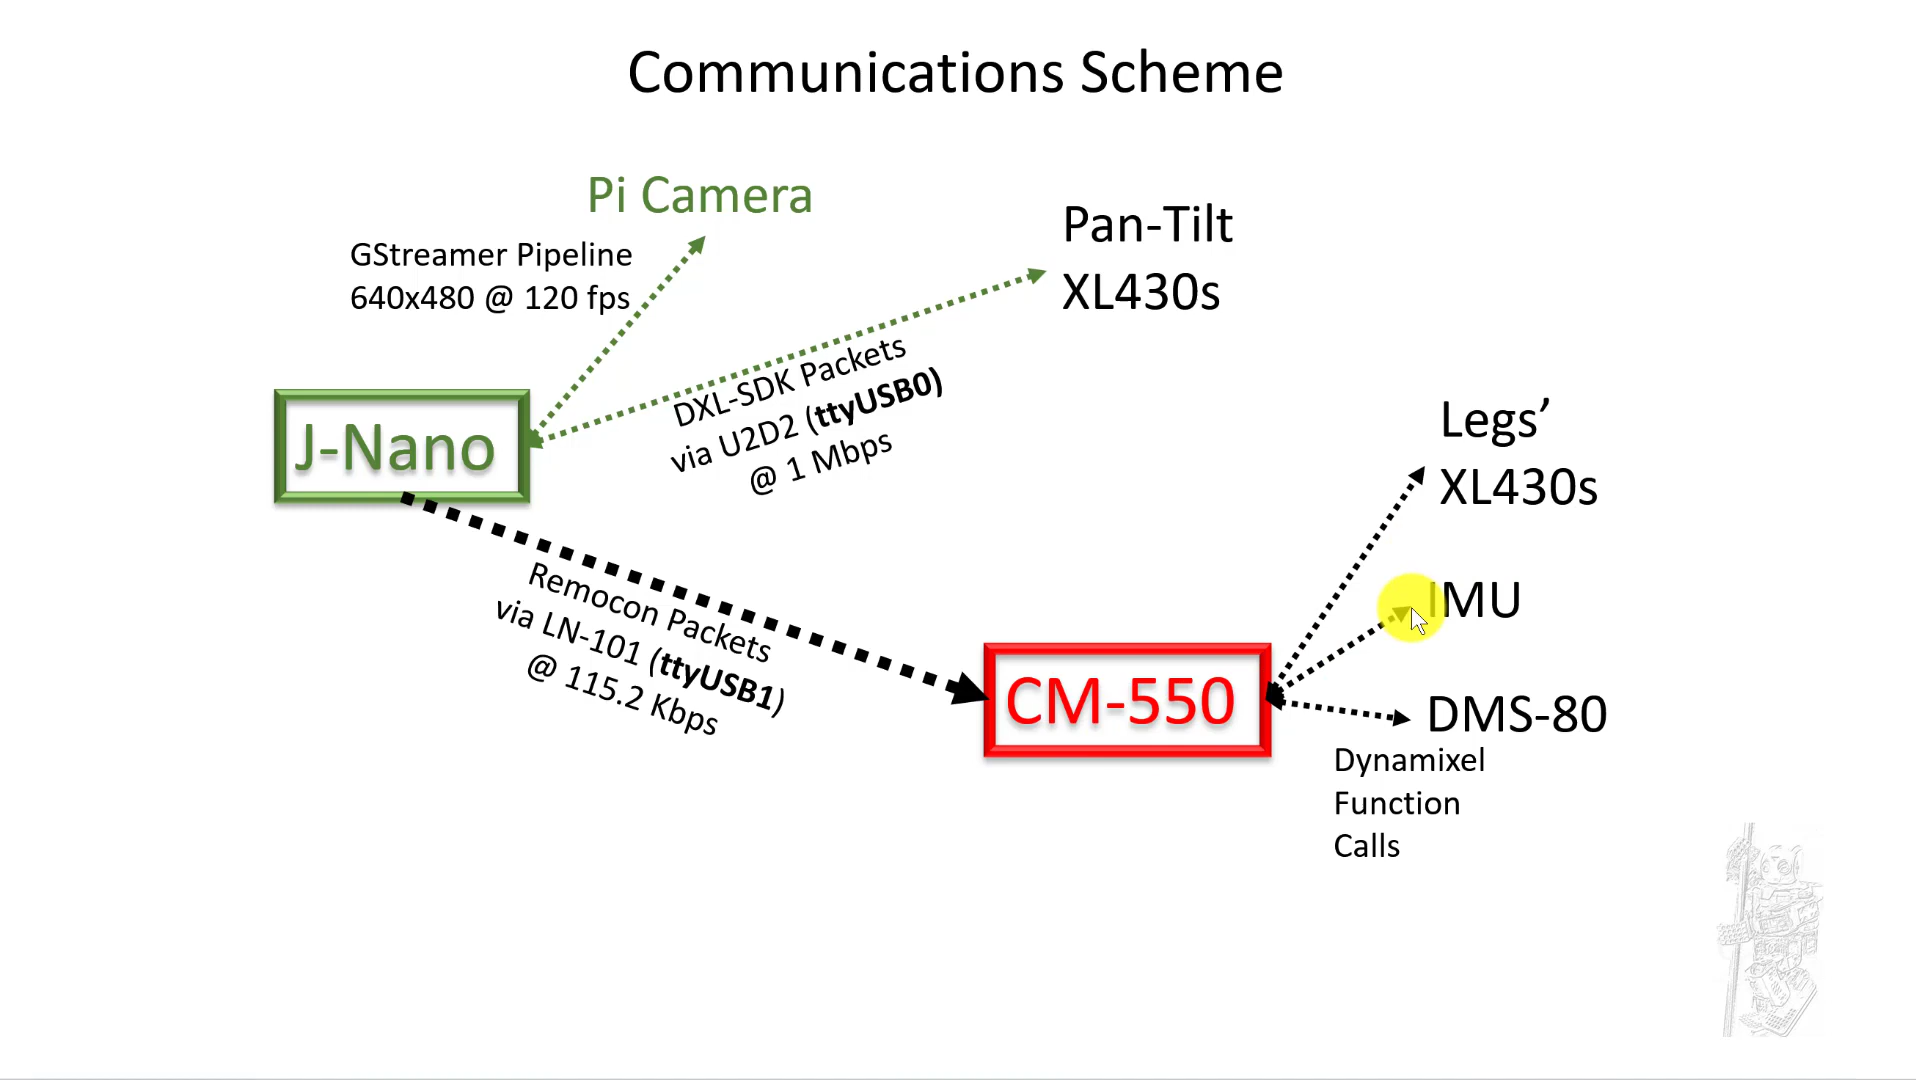 Communications Scheme
Pi Camera
GStreamer Pipeline
640x480 @ 120 fps
Pan-Tilt
XL430s
DXL-SDK Packets
via U2D2 (ttyUSB0)
@ 1 Mbps
J-Nano
Legs’
XL430s
Remocon Packets
via LN-101 (ttyUSB1)
@ 115.2 Kbps
IMU
CM-550
DMS-80
Dynamixel
Function
Calls